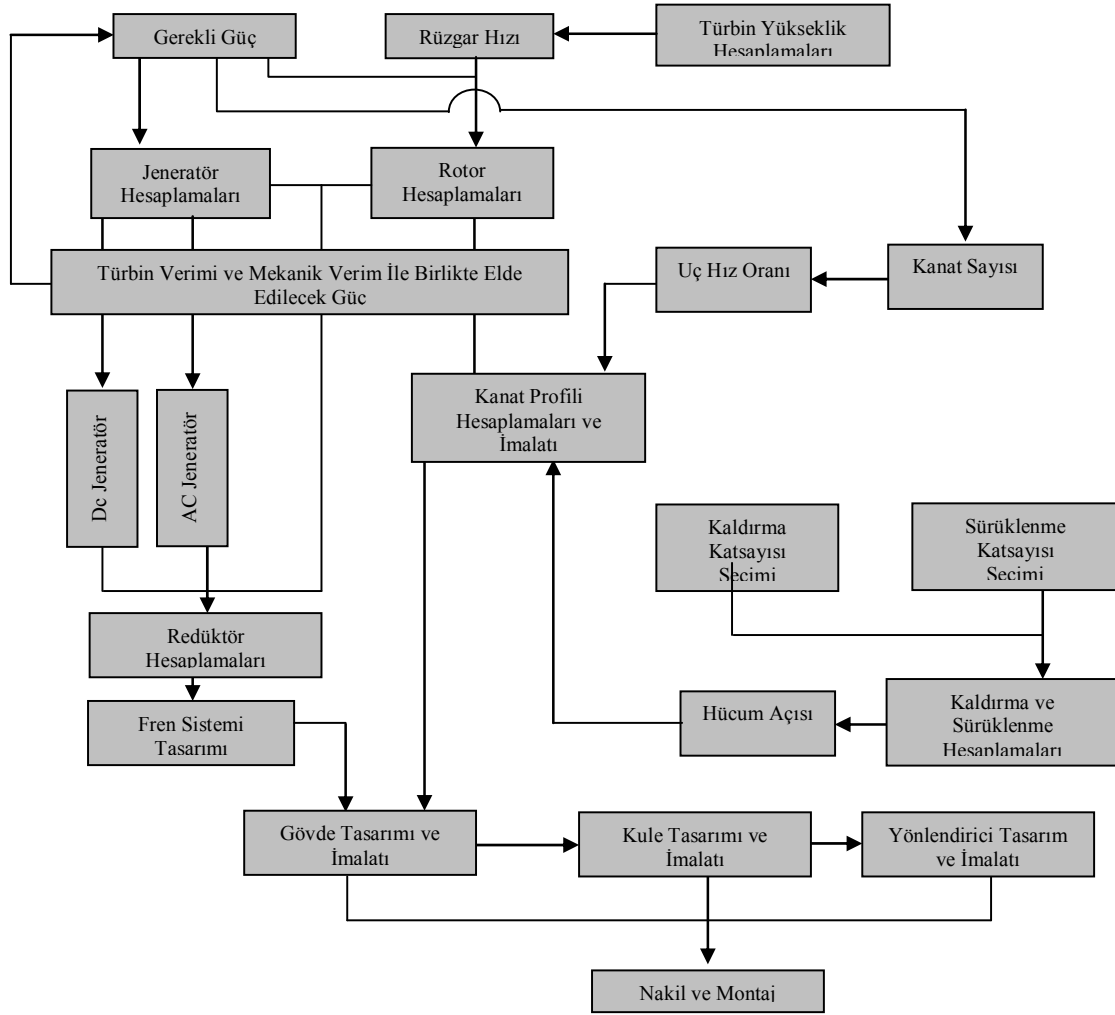 Gerekli Güç
Rüzgar Hızı
Türbin Yükseklik
Hesaplamaları
Jeneratör
Hesaplamaları
Rotor
Hesaplamaları
Türbin Verimi ve Mekanik Verim İle Birlikte Elde
Edilecek Güc
Uç Hız Oranı
Kanat Sayısı
Kanat Profili
Hesaplamaları ve
İmalatı
Dc Jeneratör
AC Jeneratör
Kaldırma
Katsayısı
Secimi
Sürüklenme
Katsayısı
Secimi
Redüktör
Hesaplamaları
Fren Sistemi
Tasarımı
Hücum Açısı
Kaldırma ve
Sürüklenme
Hesaplamaları
Gövde Tasarımı ve
İmalatı
Kule Tasarımı ve
İmalatı
Yönlendirici Tasarım
ve İmalatı
Nakil ve Montaj